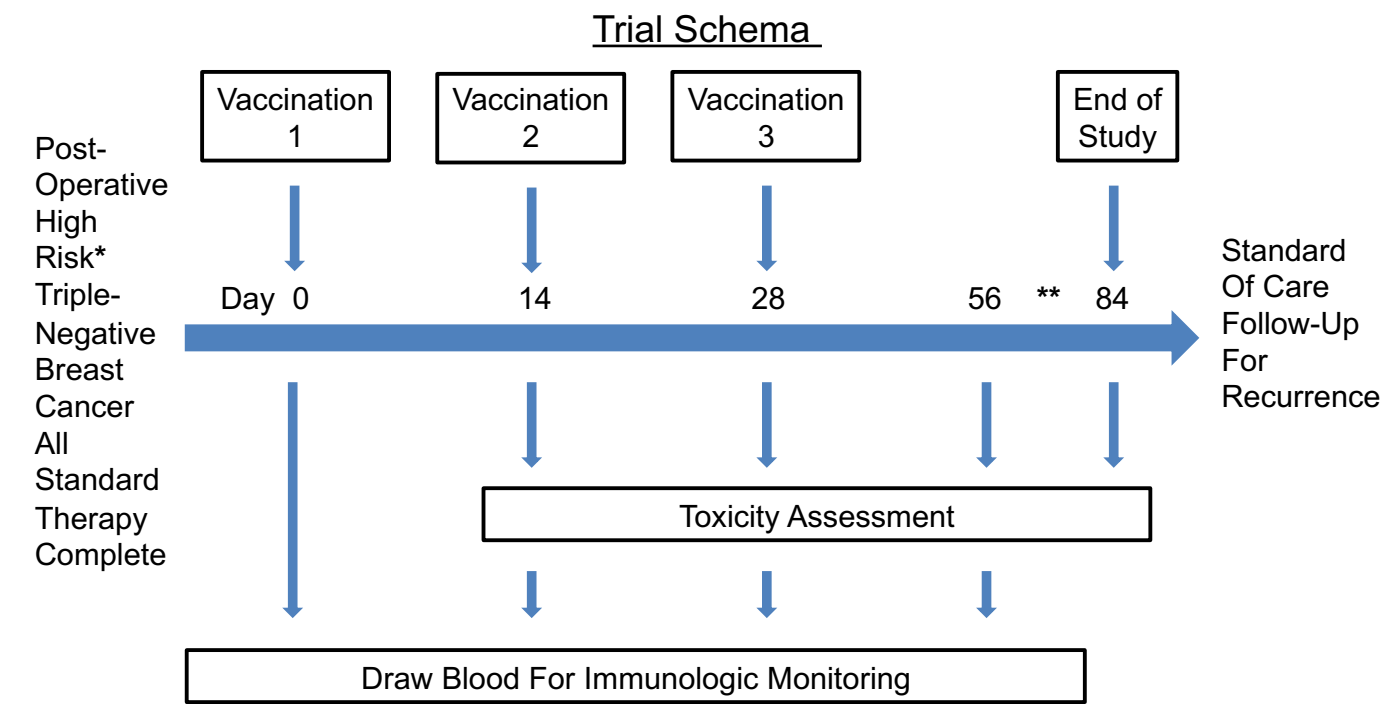 Trial Schema
Vaccination
1
Vaccination
2
Vaccination
3
End of
Study
Post-
Operative
High
Risk*
Triple-
Negative
Breast
Cancer
All
Standard
Therapy
Complete
Day 0
14
28
56
**
84
Standard
Of Care
Follow-Up
For
Recurrence
Toxicity Assessment
Draw Blood For Immunologic Monitoring